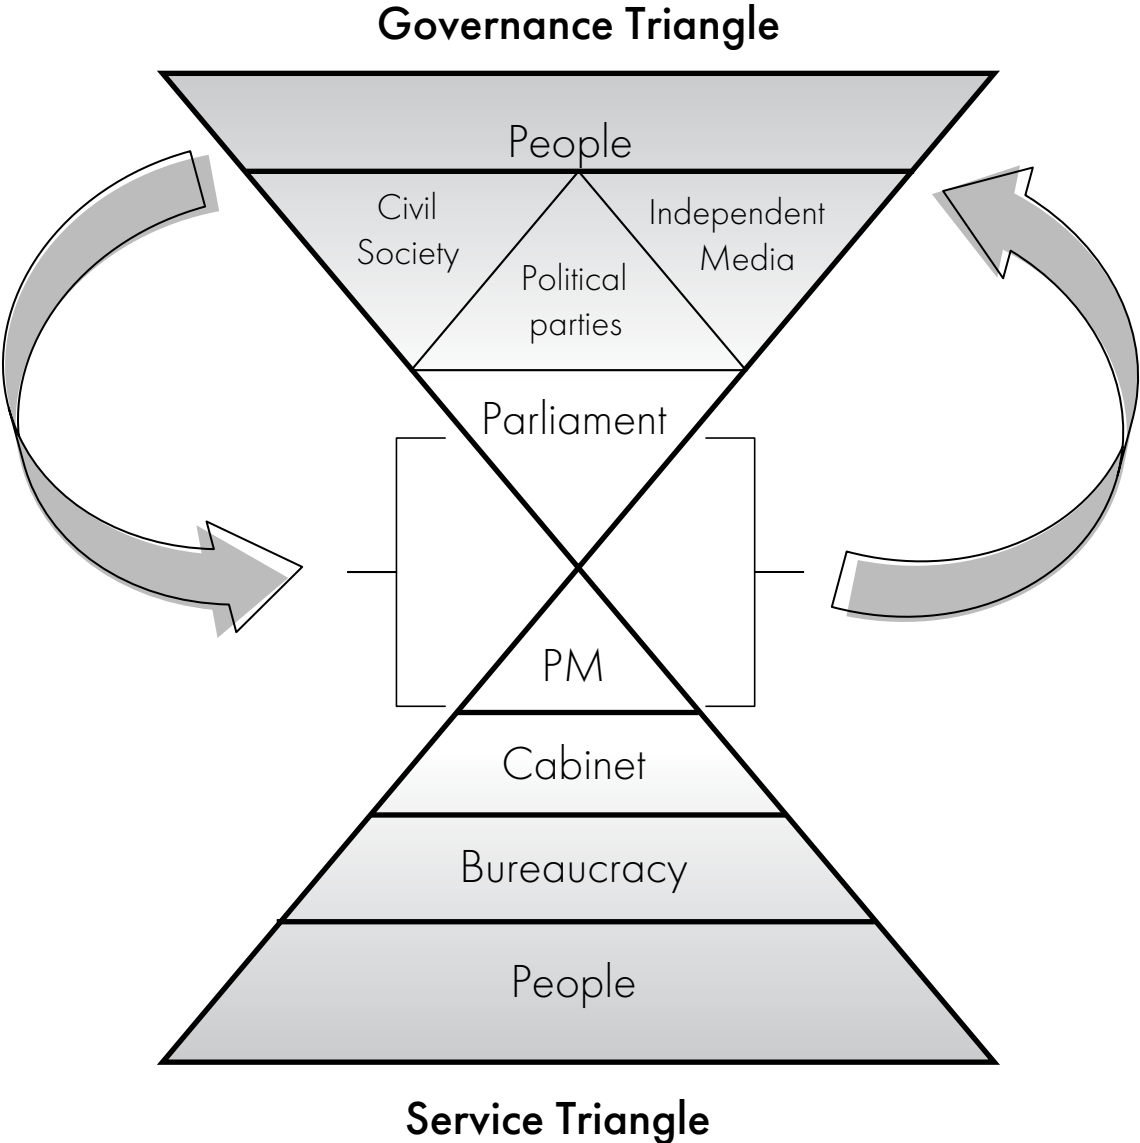 Governance Triangle
People
Civil
Society
Independent
Media
Political
parties
Parliament
PM
Cabinet
Bureaucracy
People
Service Triangle